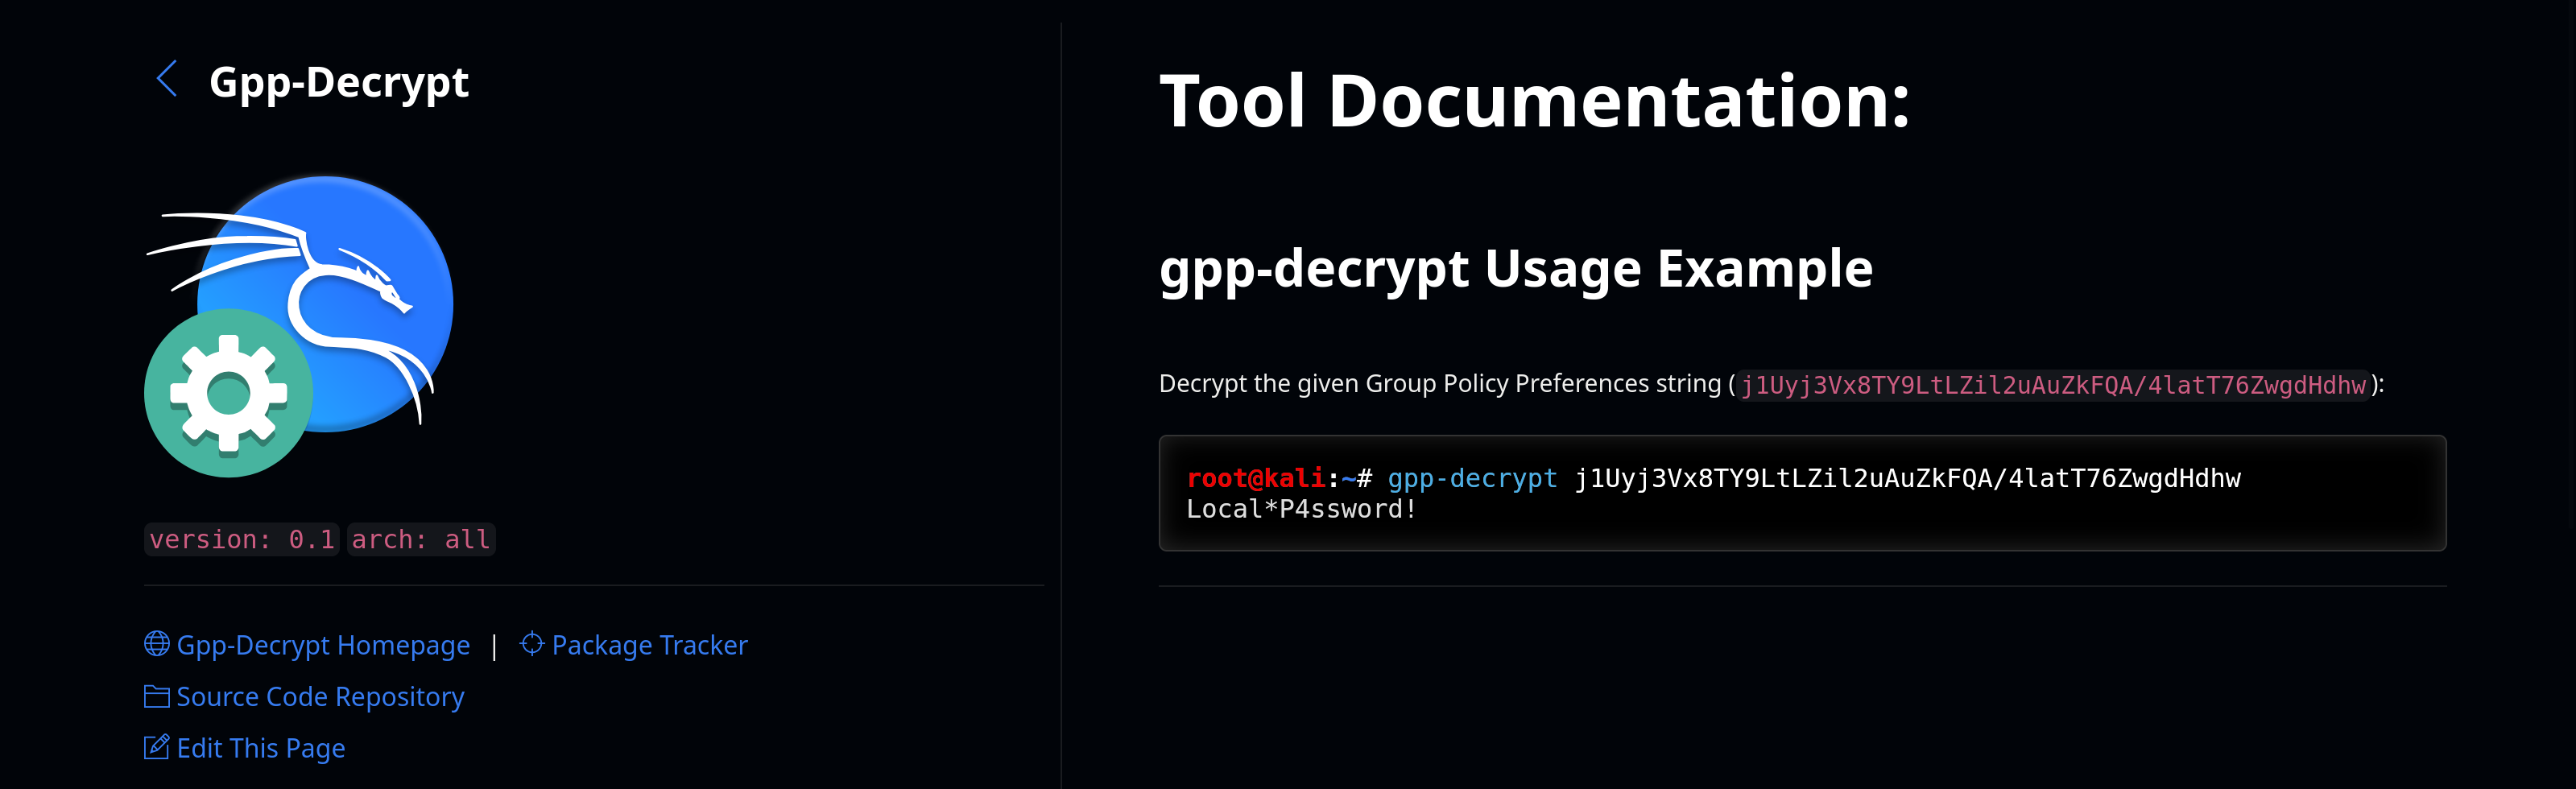 Gpp-Decrypt
version: 0.1 arch: all
Gpp-Decrypt Homepage | Package Tracker
Source Code Repository
Edit This Page
Tool Documentation:
gpp-decrypt Usage Example
Decrypt the given Group Policy Preferences string (j1Uyj3Vx8TY9LtLZil2uAuZkFQA/4latT76ZwgdHdhw):
root@kali:~# gpp-decrypt j1Uyj3Vx8TY9LtLZil2uAuZkFQA/4latT76ZwgdHdhw
Local*P4ssword!